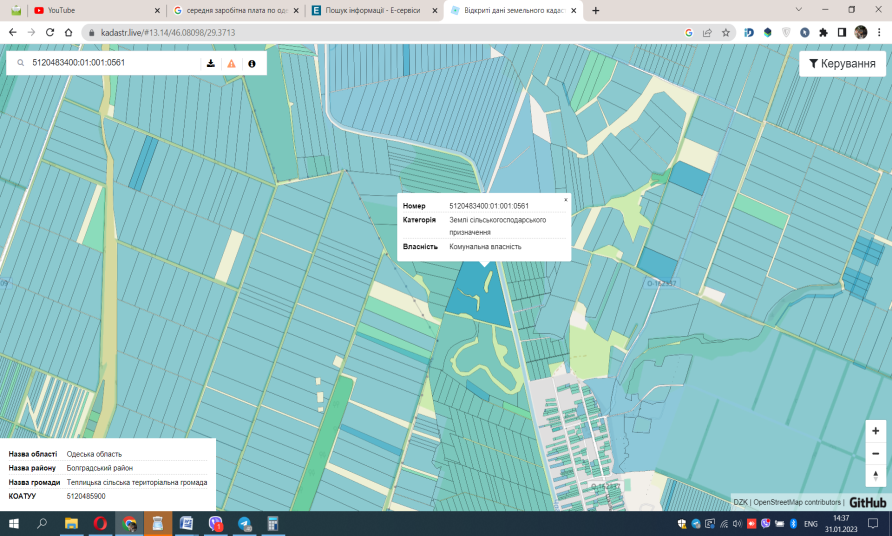 YouTube
середня заробітна плата по оде
Пошук інформації - Е-сервіси
Відкриті дані земельного кадас
kadastr.live/#13.14/46.08098/29.3713
5120483400:01:001:0561
Керування
Номер 5120483400:01:001:0561
Категорія Землі сільськогосподарського
призначення
Власність Комунальна власність
О-162337
Назва області Одеська область
Назва району Болградський район
Назва громади Теплицька сільська територіальна громада
КОАТУУ 5120485900
DZK | OpenStreetMap contributors | GitHub
ENG
14:37
31.01.2023